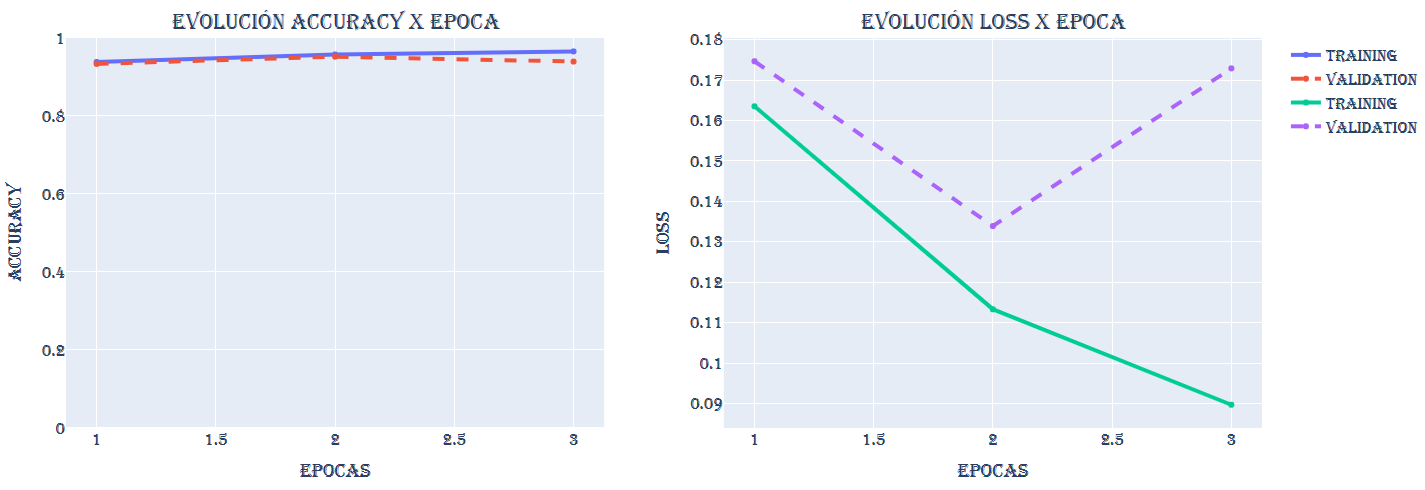 EVOLUCIÓN ACCURACY X EPOCA
1
0.8
0.6
0.4
0.2
0
ACCURACY
1
1.5
2
2.5
3
EPOCAS
EVOLUCIÓN LOSS X EPOCA
0.18
0.17
0.16
0.15
0.14
0.13
0.12
0.11
0.1
0.09
LOSS
1
1.5
2
2.5
3
EPOCAS
TRAINING
VALIDATION
TRAINING
VALIDATION